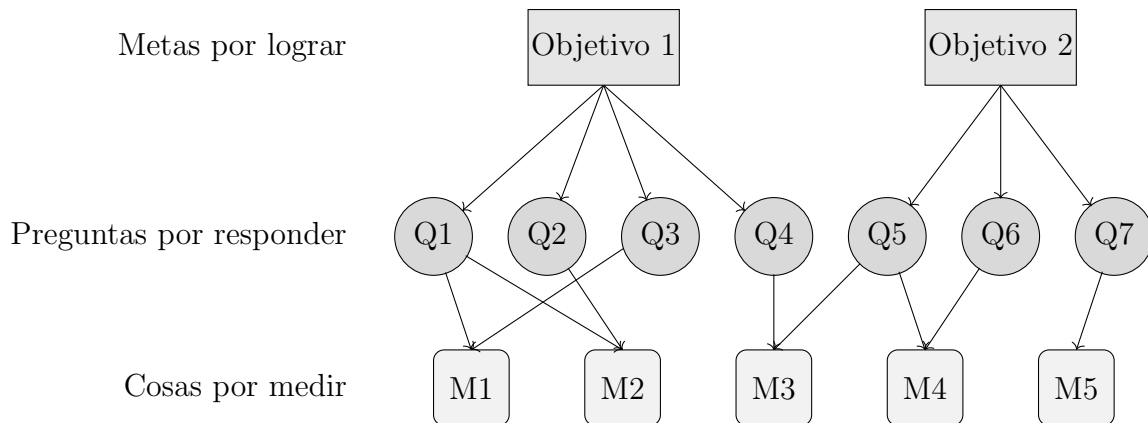 Metas por lograr
Objetivo 1
Objetivo 2
Preguntas por responder
Q1
Q2
Q3
Q4
Q5
Q6
Q7
Cosas por medir
M1
M2
M3
M4
M5